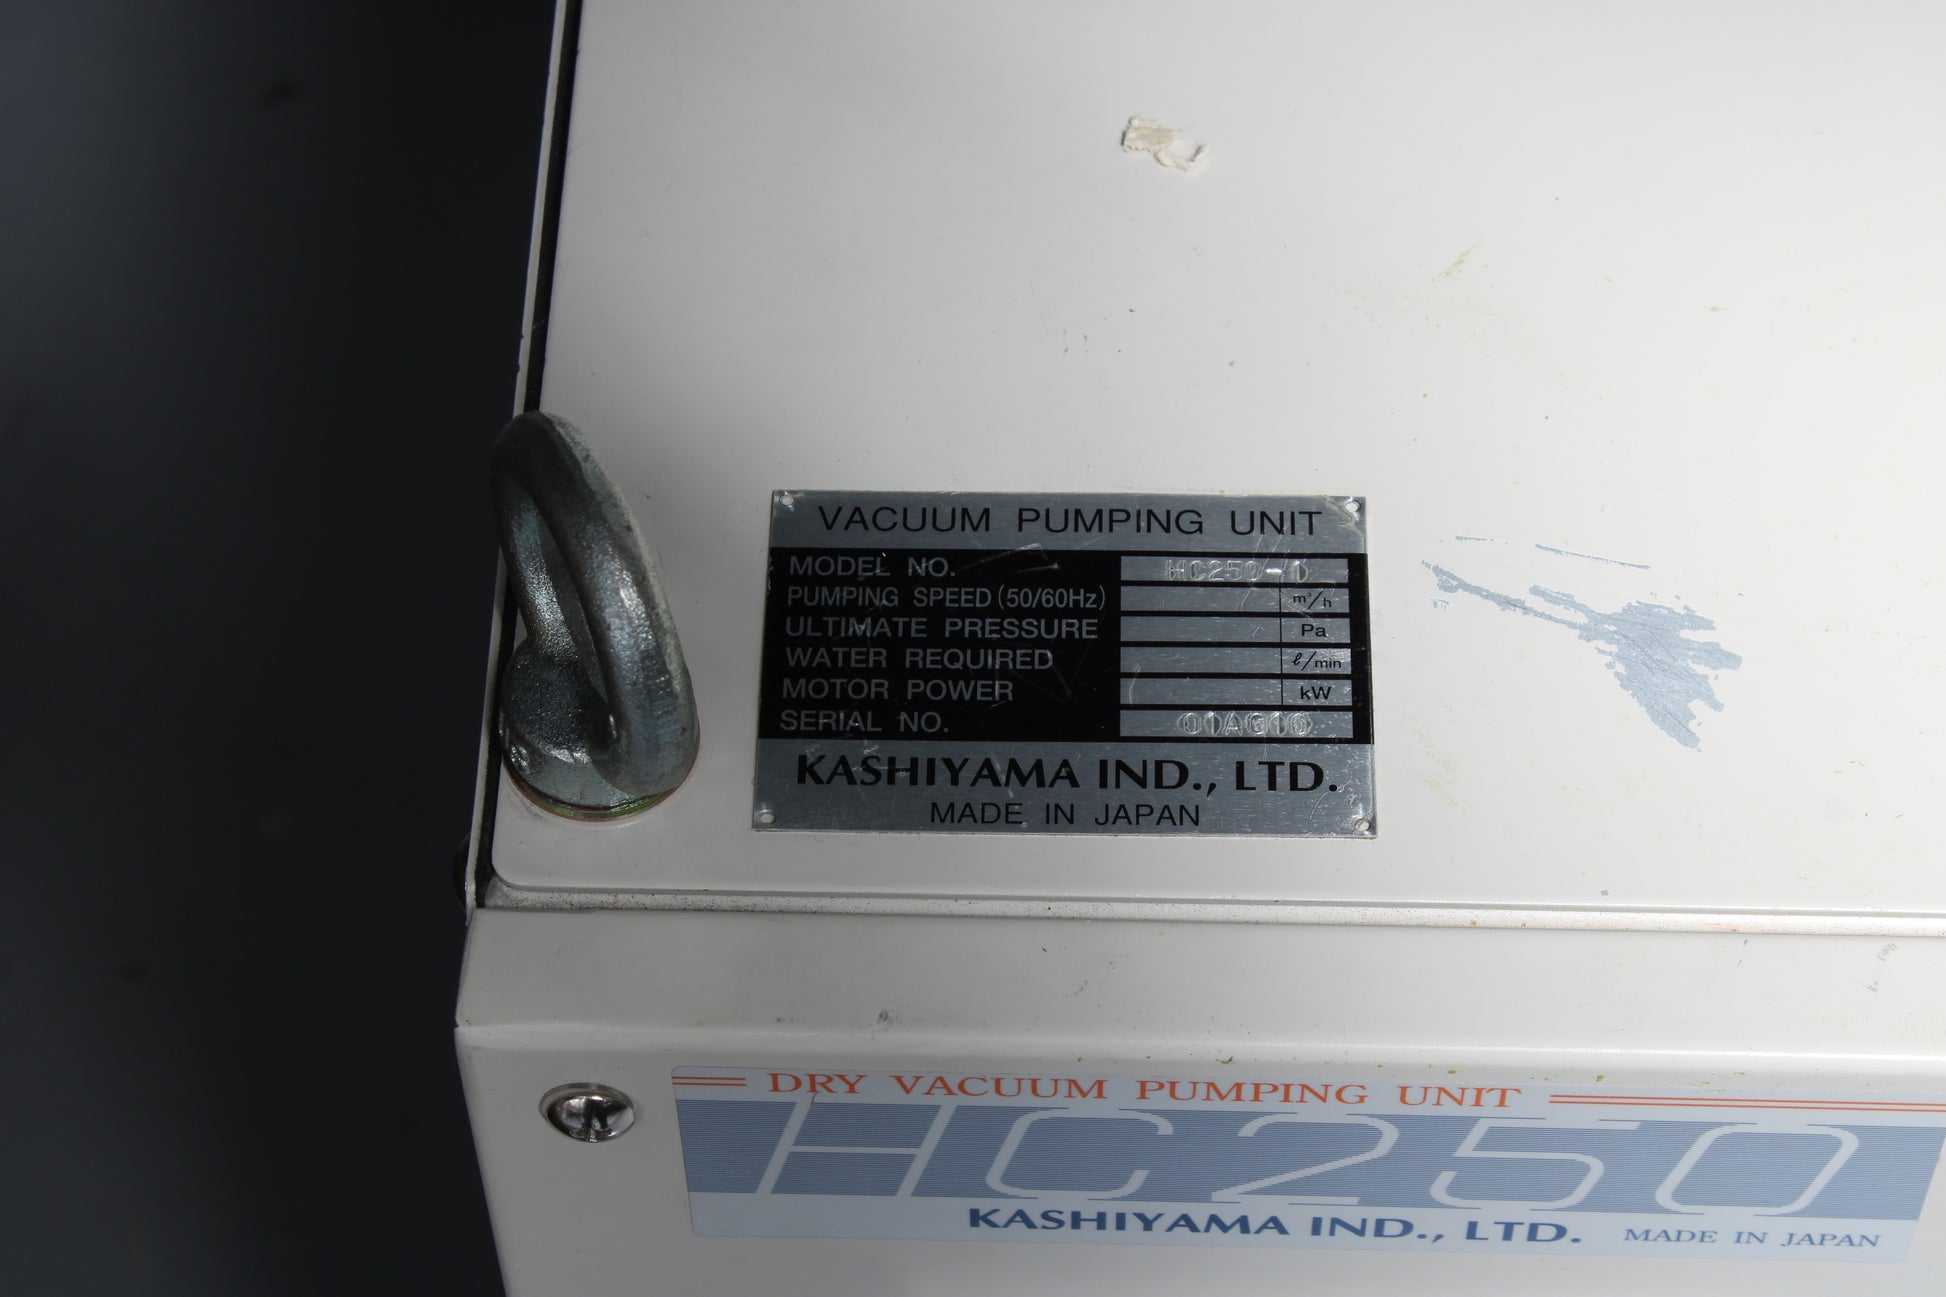 VACUUM PUMPING UNIT
MODEL NO. HC250-1
PUMPING SPEED (50/60Hz) m³/h
ULTIMATE PRESSURE Pa
WATER REQUIRED ℓ/min
MOTOR POWER kW
SERIAL NO. 01AG10
KASHIYAMA IND., LTD.
MADE IN JAPAN
DRY VACUUM PUMPING UNIT
HC250
KASHIYAMA IND., LTD. MADE IN JAPAN